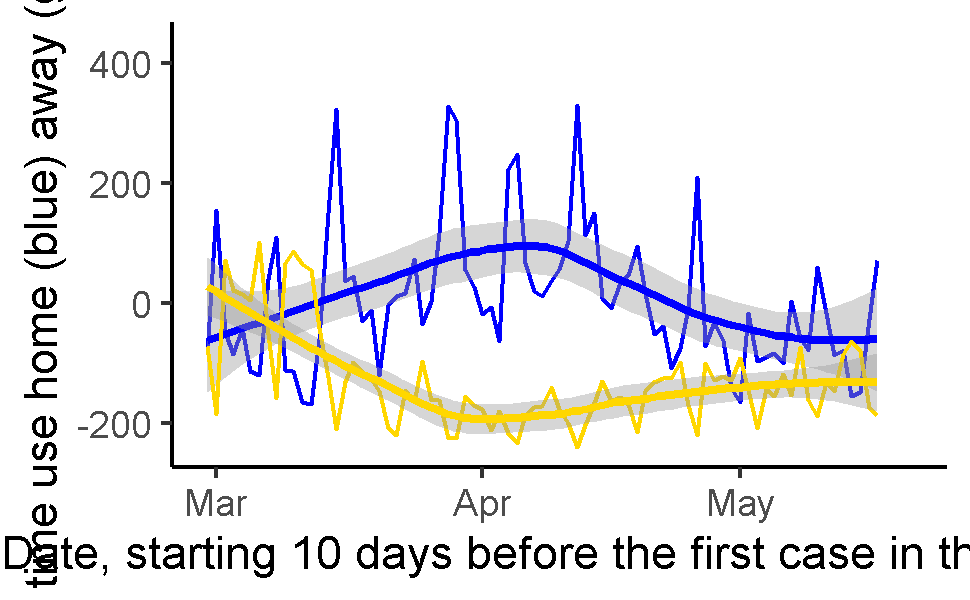 400
200
0
-200
time use home (blue) away (
Mar Apr May
Date, starting 10 days before the first case in th